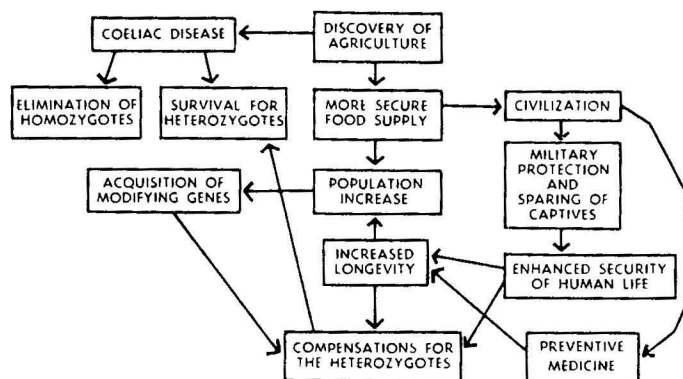 COELIAC DISEASE
DISCOVERY OF
AGRICULTURE
ELIMINATION OF
HOMOZYGOTES
SURVIVAL FOR
HETEROZYGOTES
MORE SECURE
FOOD SUPPLY
CIVILIZATION
MILITARY
PROTECTION
AND
SPARING OF
CAPTIVES
ACQUISITION OF
MODIFYING GENES
POPULATION
INCREASE
INCREASED
LONGEVITY
ENHANCED SECURITY
OF HUMAN LIFE
COMPENSATIONS FOR
THE HETEROZYGOTES
PREVENTIVE
MEDICINE